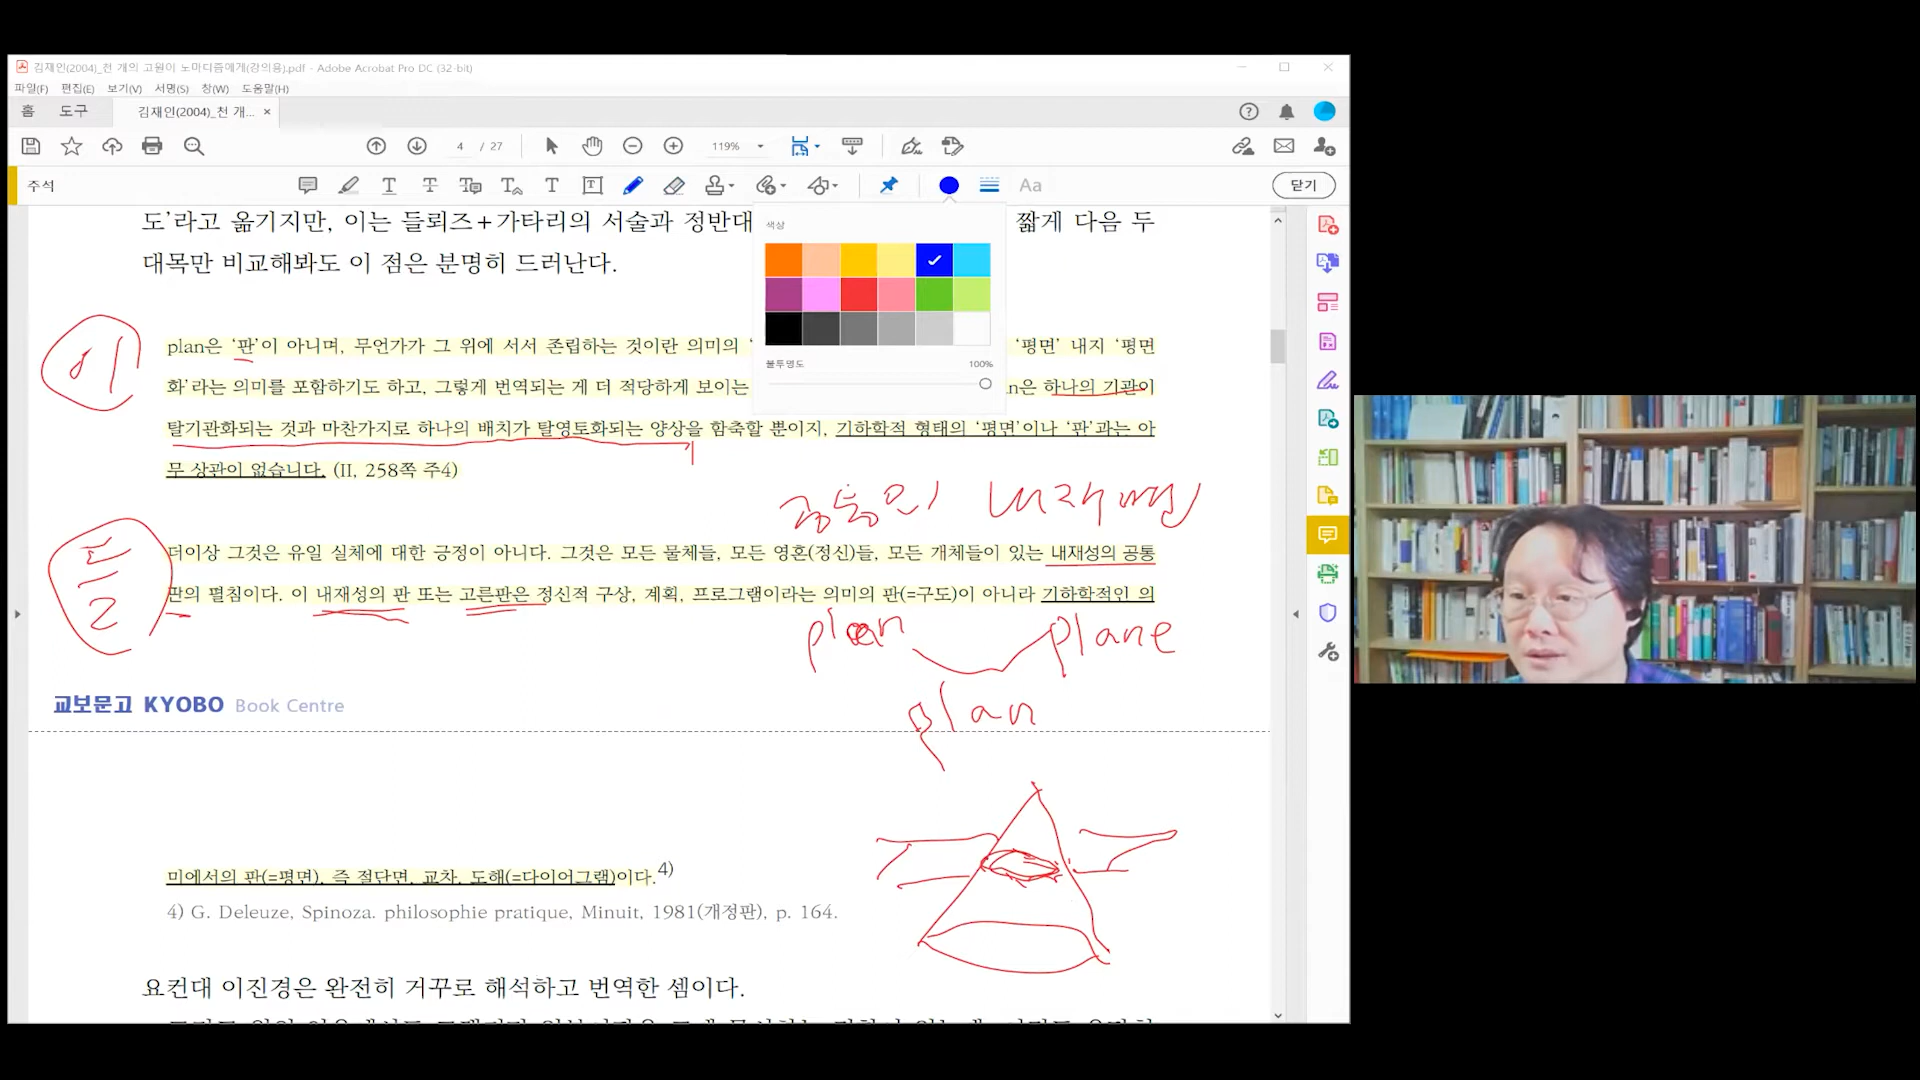 김재인(2004)_천 개의 고원이 노마디즘에게(강의용).pdf - Adobe Acrobat Pro DC (32-bit)
파일(F) 편집(E) 보기(V) 서명(S) 창(W) 도움말(H)
홈 도구 김재인(2004)_천 개... ×
4 / 27 119%
주석 Aa 닫기
색상
불투명도 100%
도’라고 옮기지만, 이는 들뢰즈+가타리의 서술과 정반대 짧게 다음 두
대목만 비교해봐도 이 점은 분명히 드러난다.
이
plan은 ‘판’이 아니며, 무언가가 그 위에 서서 존립하는 것이란 의미의 ‘ ‘평면’ 내지 ‘평면
화’라는 의미를 포함하기도 하고, 그렇게 번역되는 게 더 적당하게 보이는 n은 하나의 기관이
탈기관화되는 것과 마찬가지로 하나의 배치가 탈영토화되는 양상을 함축할 뿐이지, 기하학적 형태의 ‘평면’이나 ‘판’과는 아
무 상관이 없습니다. (II, 258쪽 주4)
공통의 내재면
들
더이상 그것은 유일 실체에 대한 긍정이 아니다. 그것은 모든 물체들, 모든 영혼(정신)들, 모든 개체들이 있는 내재성의 공통
판의 펼침이다. 이 내재성의 판 또는 고른판은 정신적 구상, 계획, 프로그램이라는 의미의 판(=구도)이 아니라 기하학적인 의
plan plane
교보문고 KYOBO Book Centre
plan
미에서의 판(=평면), 즉 절단면, 교차, 도해(=다이어그램)이다.4)
4) G. Deleuze, Spinoza. philosophie pratique, Minuit, 1981(개정판), p. 164.
요컨대 이진경은 완전히 거꾸로 해석하고 번역한 셈이다.